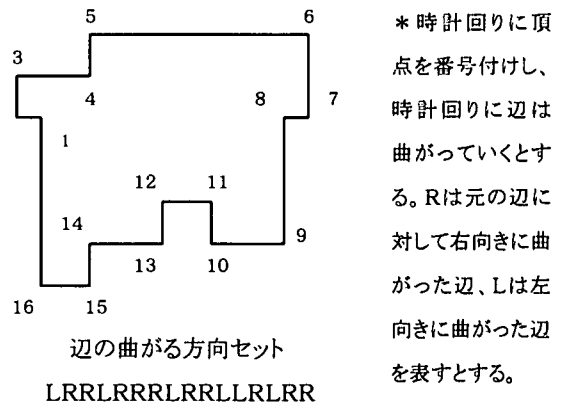 5
6
3
4
8
7
1
12
11
14
9
13
10
16
15
辺の曲がる方向セット
LRRLRRRLRRLLRLRR
*時計回りに頂
点を番号付けし、
時計回りに辺は
曲がっていくとす
る。Rは元の辺に
対して右向きに曲
がった辺、Lは左
向きに曲がった辺
を表すとする。